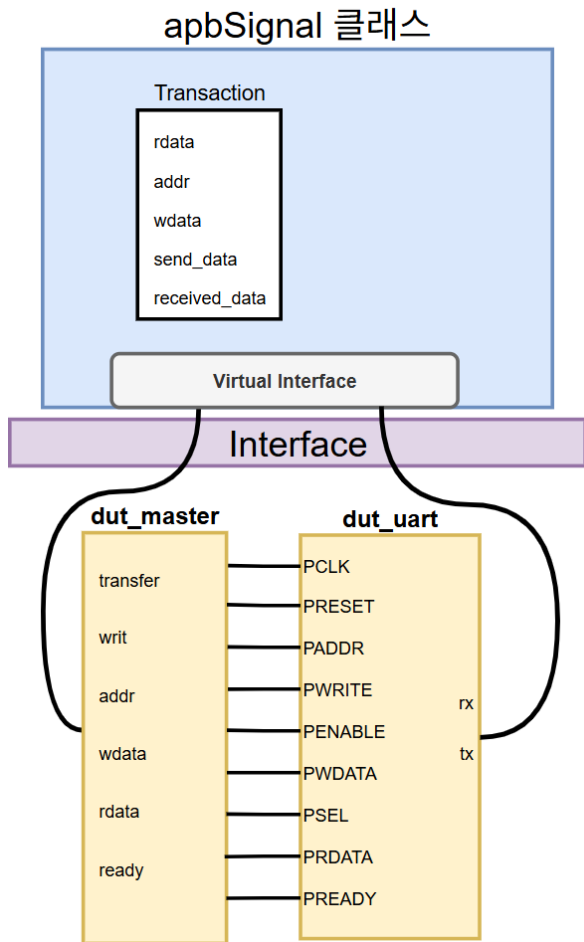 apbSignal 클래스
Transaction
rdata
addr
wdata
send_data
received_data
Virtual Interface
Interface
dut_master
transfer
writ
addr
wdata
rdata
ready
dut_uart
PCLK
PRESET
PADDR
PWRITE
PENABLE
PWDATA
PSEL
PRDATA
PREADY
rx
tx